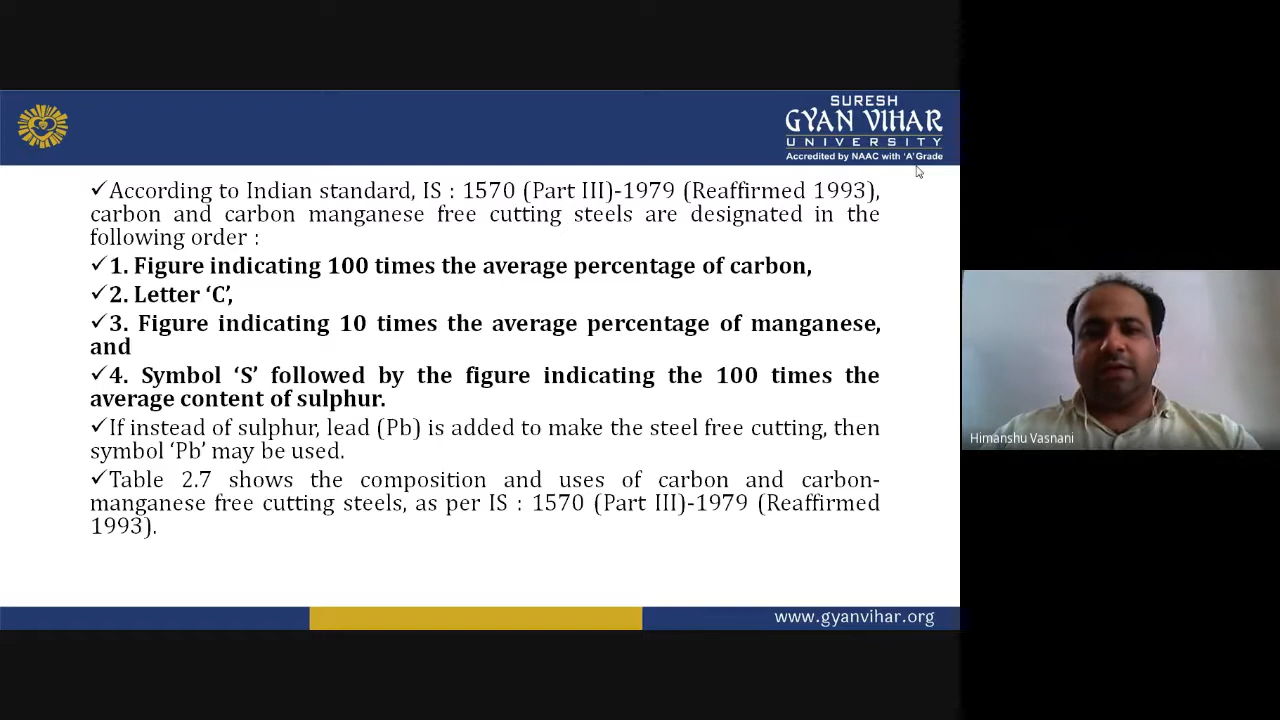 SURESH
GYAN VIHAR
UNIVERSITY
Accredited by NAAC with 'A' Grade
✓According to Indian standard, IS : 1570 (Part III)-1979 (Reaffirmed 1993),
carbon and carbon manganese free cutting steels are designated in the
following order :
✓1. Figure indicating 100 times the average percentage of carbon,
✓2. Letter ‘C’,
✓3. Figure indicating 10 times the average percentage of manganese,
and
✓4. Symbol ‘S’ followed by the figure indicating the 100 times the
average content of sulphur.
✓If instead of sulphur, lead (Pb) is added to make the steel free cutting, then
symbol ‘Pb’ may be used.
✓Table 2.7 shows the composition and uses of carbon and carbon-
manganese free cutting steels, as per IS : 1570 (Part III)-1979 (Reaffirmed
1993).
Himanshu Vasnani
www.gyanvihar.org